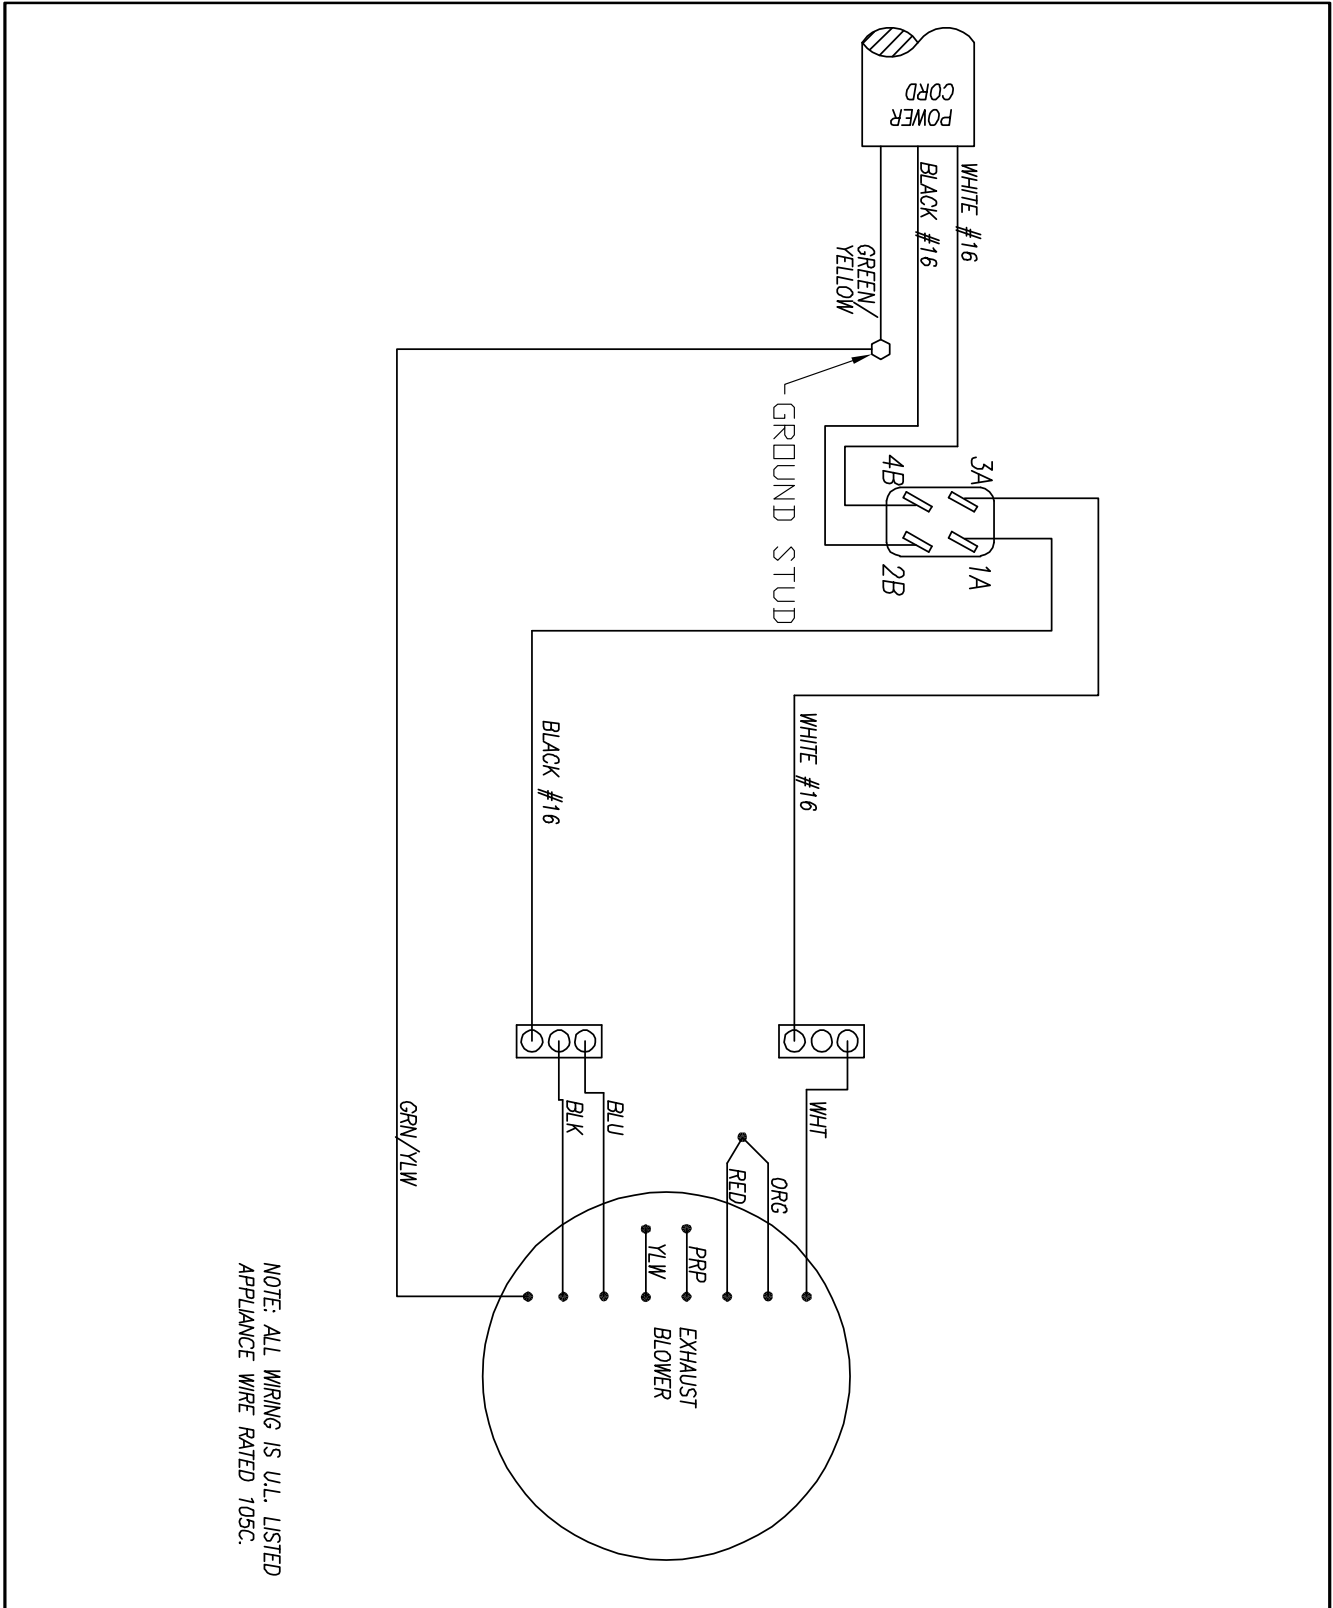 POWER
CORD
WHITE #16
BLACK #16
GREEN/
YELLOW
GROUND STUD
3A
1A
4B
2B
WHITE #16
BLACK #16
WHT
ORG
RED
PRP
YLW
BLU
BLK
GRN/YLW
EXHAUST
BLOWER
NOTE: ALL WIRING IS U.L. LISTED
APPLIANCE WIRE RATED 105C.